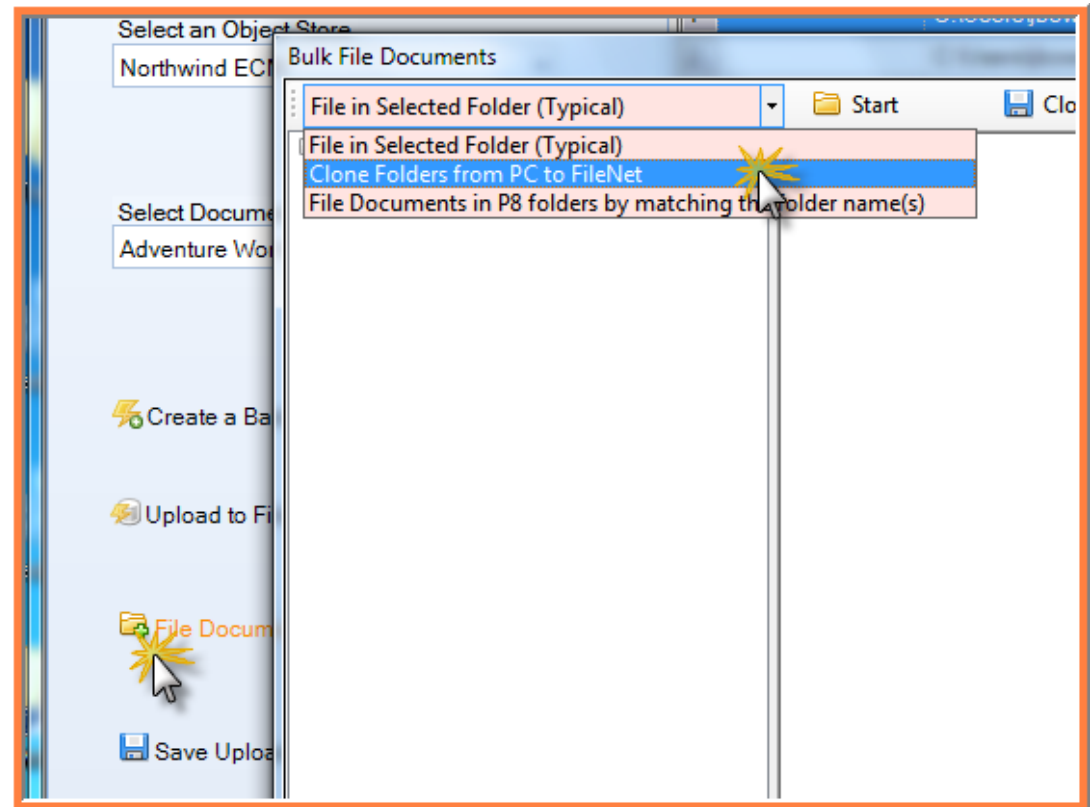 Select an Object Store
Northwind ECM
Select Docume
Adventure Wor
Create a Ba
Upload to Fi
File Docum
Save Uploa
Bulk File Documents
File in Selected Folder (Typical)
Start
Clo
File in Selected Folder (Typical)
Clone Folders from PC to FileNet
File Documents in P8 folders by matching the folder name(s)